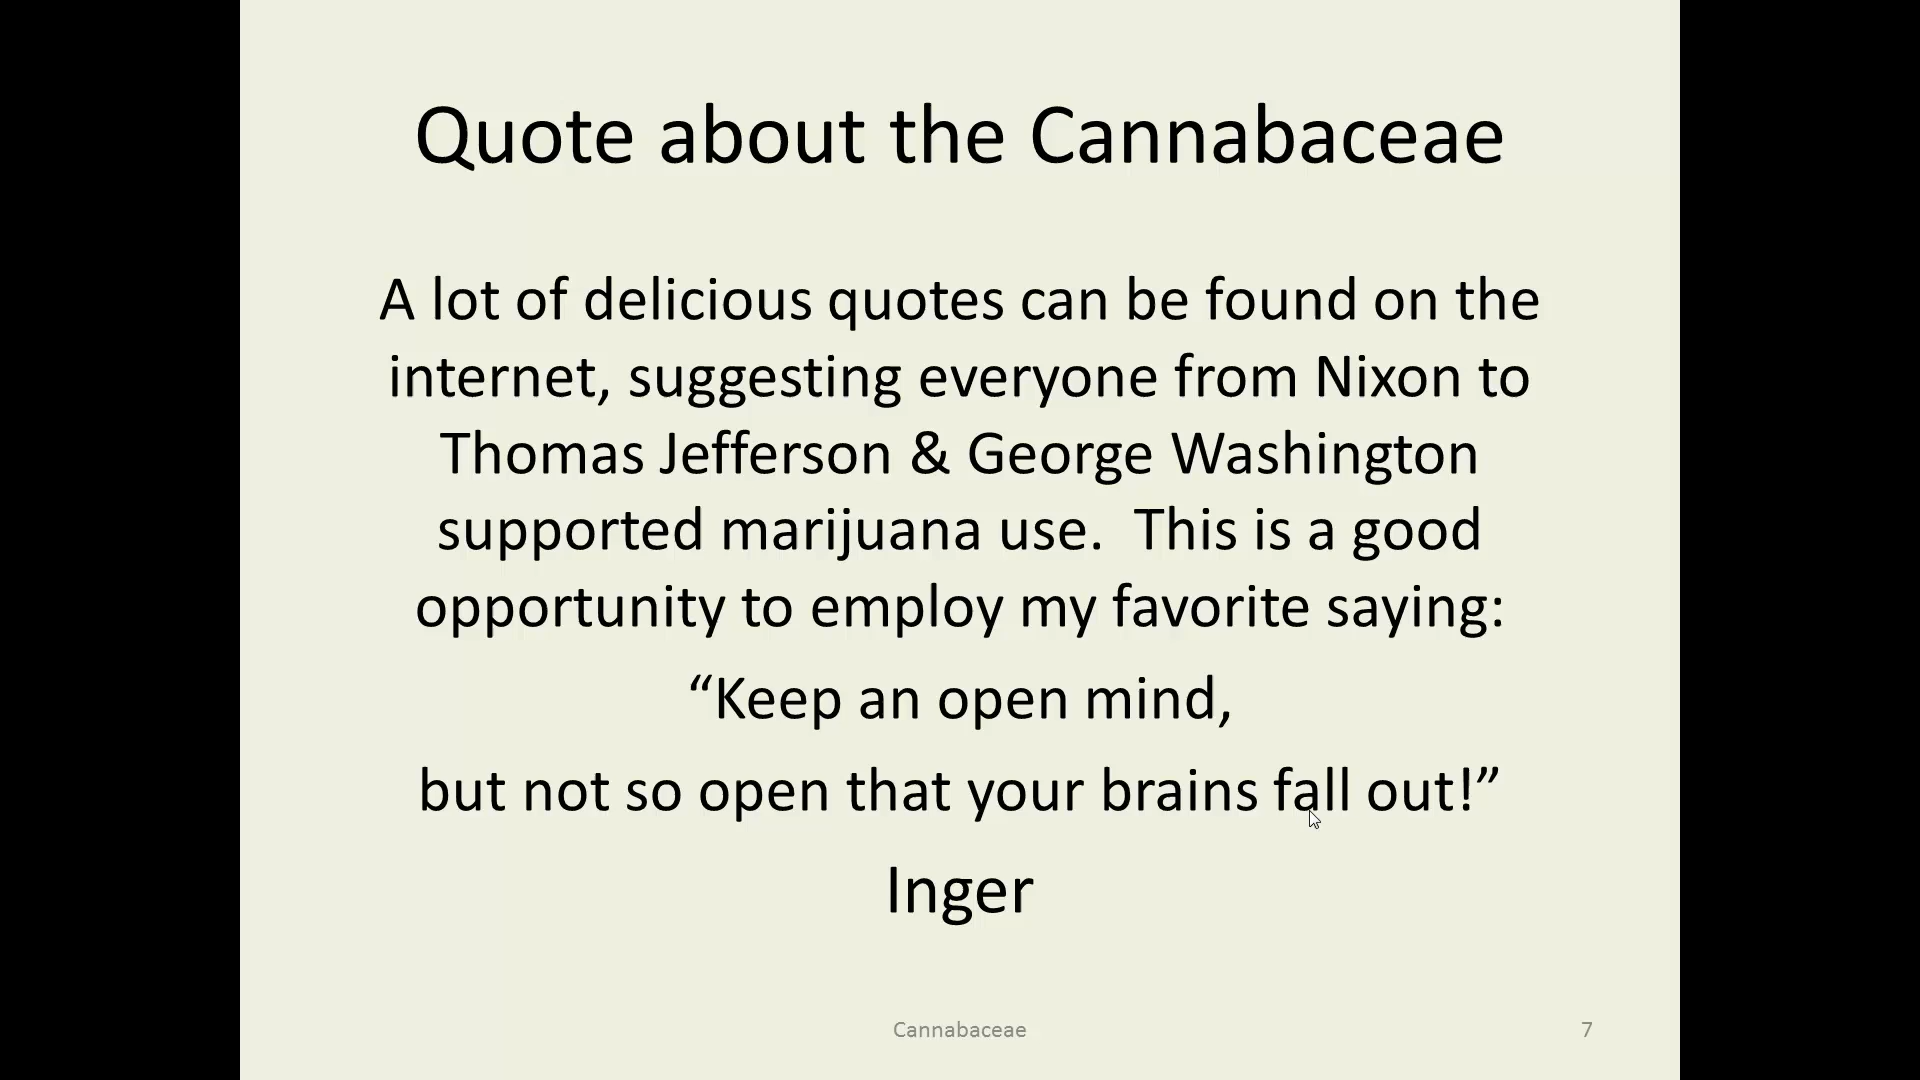 Quote about the Cannabaceae
A lot of delicious quotes can be found on the
internet, suggesting everyone from Nixon to
Thomas Jefferson & George Washington
supported marijuana use.  This is a good
opportunity to employ my favorite saying:
“Keep an open mind,
but not so open that your brains fall out!”
Inger
Cannabaceae
7